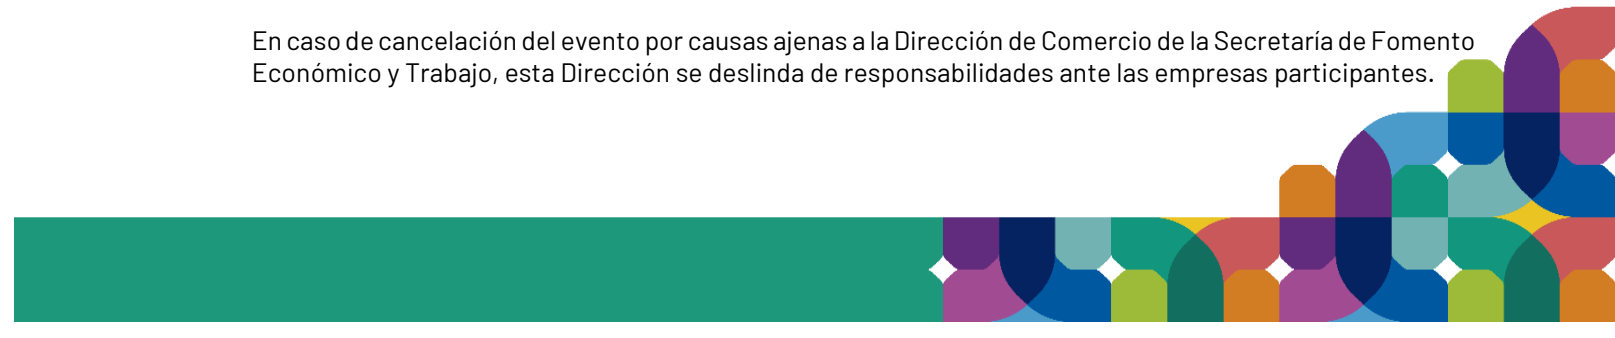 En caso de cancelación del evento por causas ajenas a la Dirección de Comercio de la Secretaría de Fomento
Económico y Trabajo, esta Dirección se deslinda de responsabilidades ante las empresas participantes.